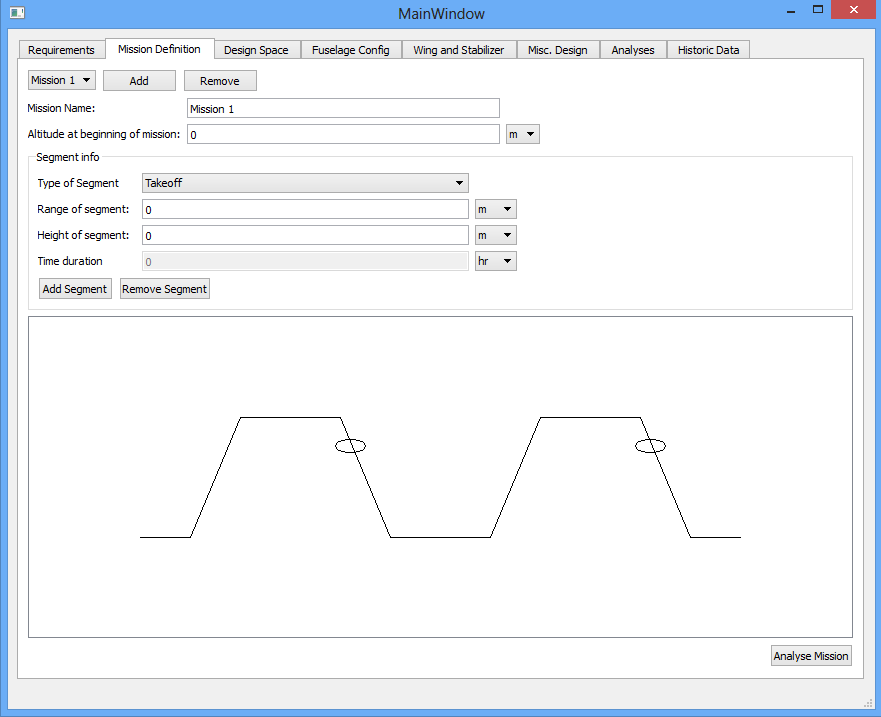 MainWindow
Requirements Mission Definition Design Space Fuselage Config Wing and Stabilizer Misc. Design Analyses Historic Data
Mission 1 Add Remove
Mission Name: Mission 1
Altitude at beginning of mission: 0 m
Segment info
Type of Segment Takeoff
Range of segment: 0 m
Height of segment: 0 m
Time duration 0 hr
Add Segment Remove Segment
Analyse Mission